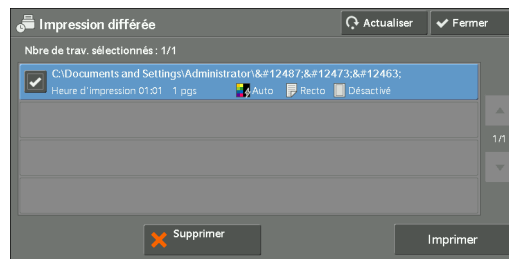 Impression différée
Actualiser
Ferme
Nbre de trav. sélectionnés : 1/1
C:\Documents and Settings\Administrator\&#12487;&#12473;&#12463;
Heure d'impression 01:01 1 pgs Auto Recto Désactivé
1/1
Supprimer
Imprimer